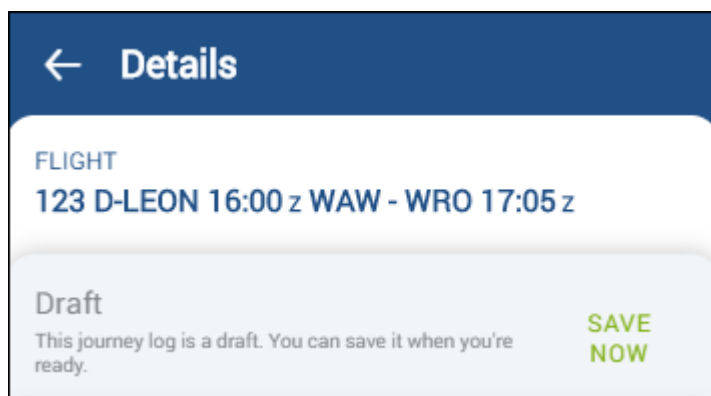 Details
FLIGHT
123 D-LEON 16:00 z WAW - WRO 17:05 z
Draft
This journey log is a draft. You can save it when you're
ready.
SAVE
NOW